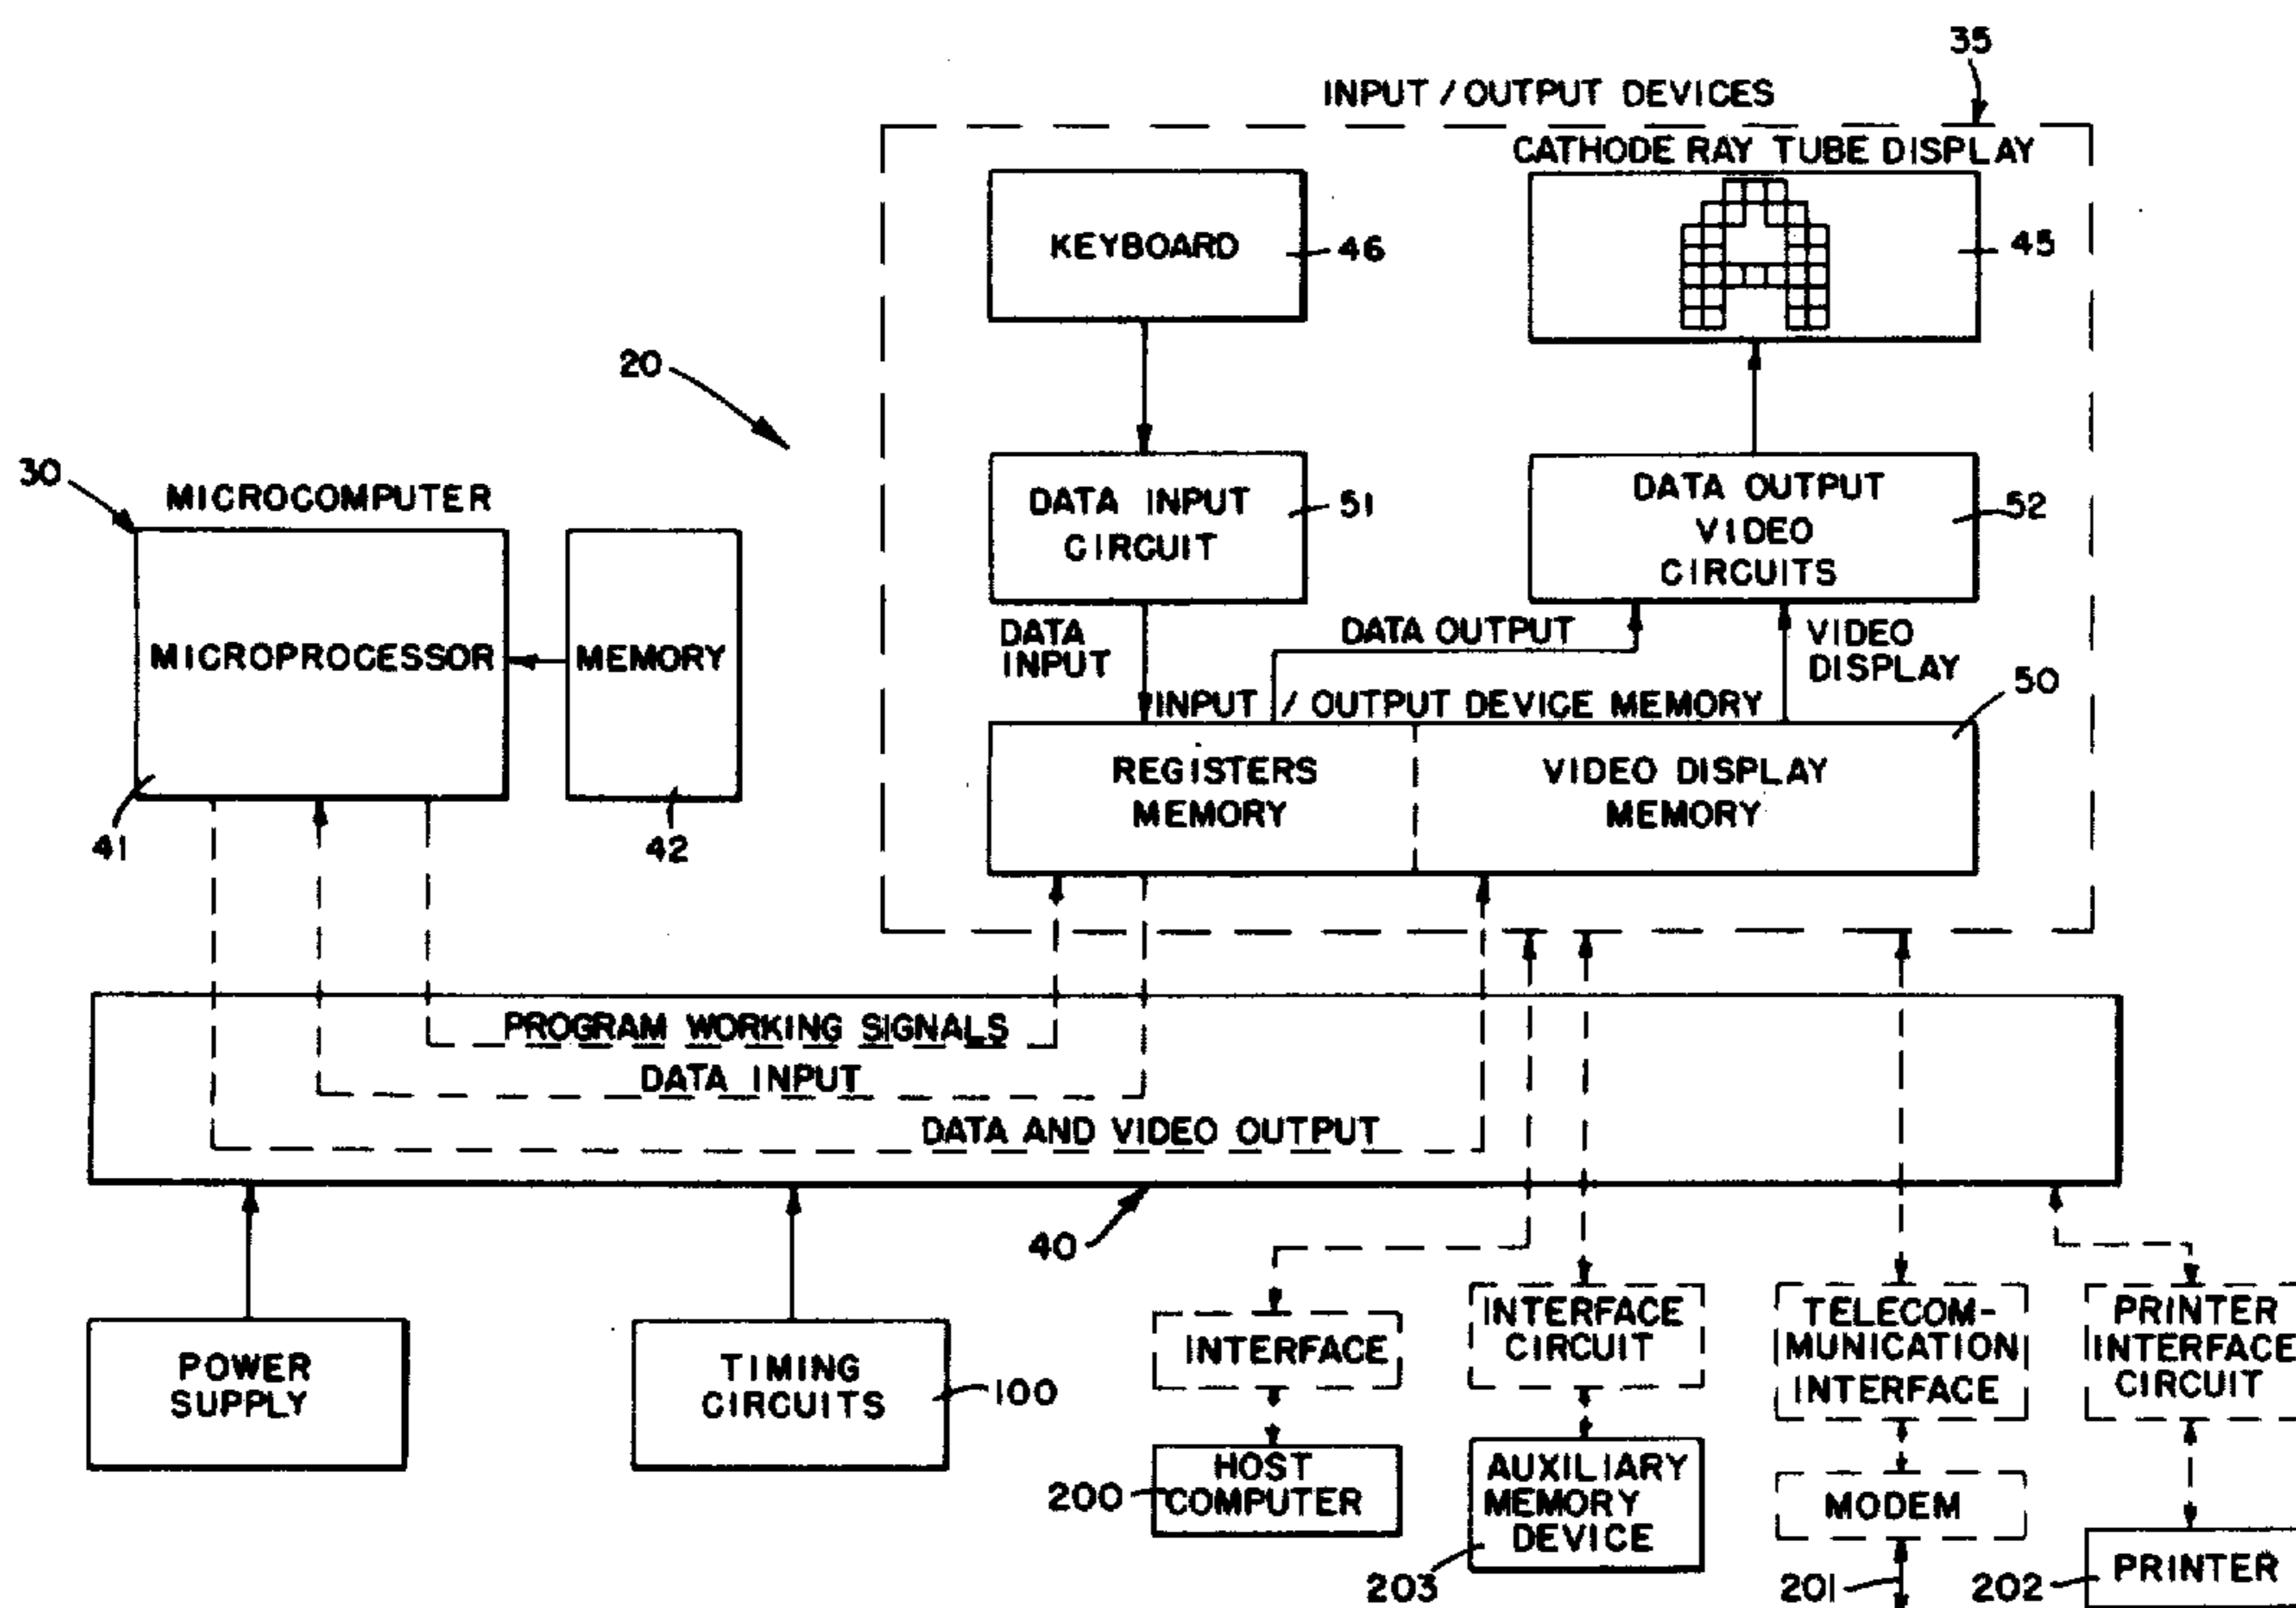 35
INPUT / OUTPUT DEVICES
CATHODE RAY TUBE DISPLAY
KEYBOARD
46
45
20
30
MICROCOMPUTER
DATA INPUT
CIRCUIT
51
DATA OUTPUT
VIDEO
CIRCUITS
52
MICROPROCESSOR
MEMORY
41
42
DATA
INPUT
DATA OUTPUT
VIDEO
DISPLAY
INPUT / OUTPUT DEVICE MEMORY
50
REGISTERS
MEMORY
VIDEO DISPLAY
MEMORY
PROGRAM WORKING SIGNALS
DATA INPUT
DATA AND VIDEO OUTPUT
40
POWER
SUPPLY
TIMING
CIRCUITS
100
INTERFACE
INTERFACE
CIRCUIT
TELECOM-
MUNICATION
INTERFACE
PRINTER
INTERFACE
CIRCUIT
HOST
COMPUTER
200
AUXILIARY
MEMORY
DEVICE
203
MODEM
201
PRINTER
202